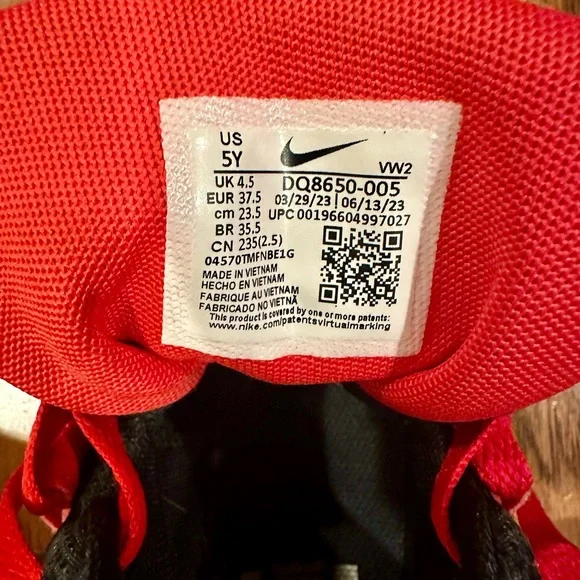 US
5Y
VW2
UK 4.5 DQ8650-005
EUR 37.5 03/29/23 | 06/13/23
cm 23.5 UPC 00196604997027
BR 35.5
CN 235(2.5)
04570TMFNBE1G
MADE IN VIETNAM
HECHO EN VIETNAM
FABRIQUE AU VIETNAM
FABRICADO NO VIETNÃ
This product is covered by one or more patents:
www.nike.com/patentsvirtualmarking